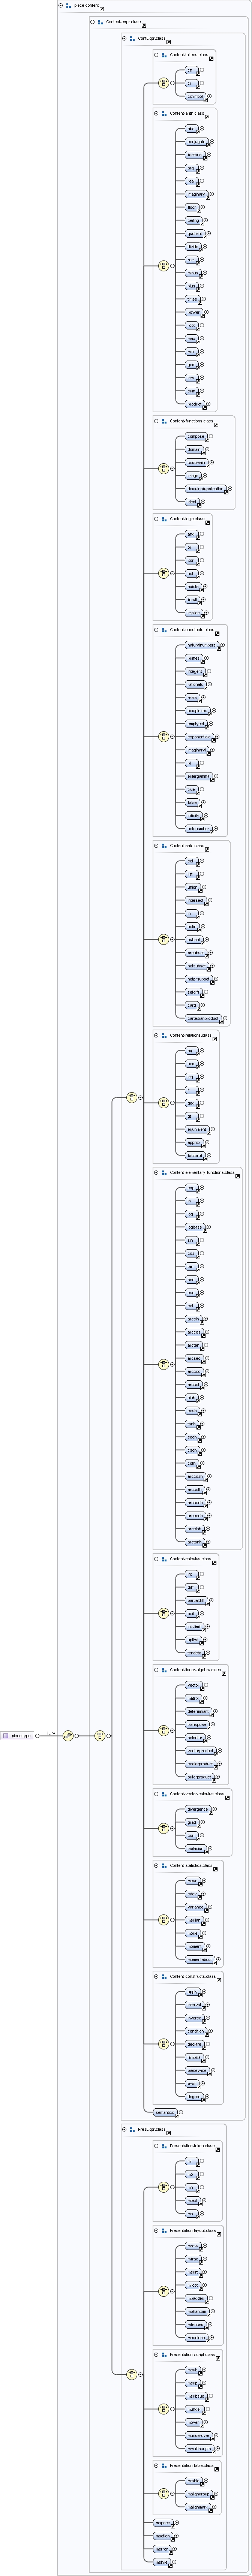 piece.content
Content-expr.class
ContExpr.class
Content-tokens.class
cn
ci
csymbol
Content-arith.class
abs
conjugate
factorial
arg
real
imaginary
floor
ceiling
quotient
divide
rem
minus
plus
times
power
root
max
min
gcd
lcm
sum
product
Content-functions.class
compose
domain
codomain
image
domainofapplication
ident
Content-logic.class
and
or
xor
not
exists
forall
implies
Content-constants.class
naturalnumbers
primes
integers
rationals
reals
complexes
emptyset
exponentiale
imaginaryi
pi
eulergamma
true
false
infinity
notanumber
Content-sets.class
set
list
union
intersect
in
notin
subset
prsubset
notsubset
notprsubset
setdiff
card
cartesianproduct
Content-relations.class
eq
neq
leq
lt
geq
gt
equivalent
approx
factorof
Content-elementary-functions.class
exp
ln
log
logbase
sin
cos
tan
sec
csc
cot
arcsin
arccos
arctan
arcsec
arccsc
arccot
sinh
cosh
tanh
sech
csch
coth
arccosh
arccoth
arccsch
arcsech
arcsinh
arctanh
Content-calculus.class
int
diff
partialdiff
limit
lowlimit
uplimit
tendsto
Content-linear-algebra.class
vector
matrix
determinant
transpose
selector
vectorproduct
scalarproduct
outerproduct
piece.type
1..∞
Content-vector-calculus.class
divergence
grad
curl
laplacian
Content-statistics.class
mean
sdev
variance
median
mode
moment
momentabout
Content-constructs.class
apply
interval
inverse
condition
declare
lambda
piecewise
bvar
degree
semantics
PresExpr.class
Presentation-token.class
mi
mo
mn
mtext
ms
Presentation-layout.class
mrow
mfrac
msqrt
mroot
mpadded
mphantom
mfenced
menclose
Presentation-script.class
msub
msup
msubsup
munder
mover
munderover
mmultiscripts
Presentation-table.class
mtable
maligngroup
malignmark
mspace
maction
merror
mstyle